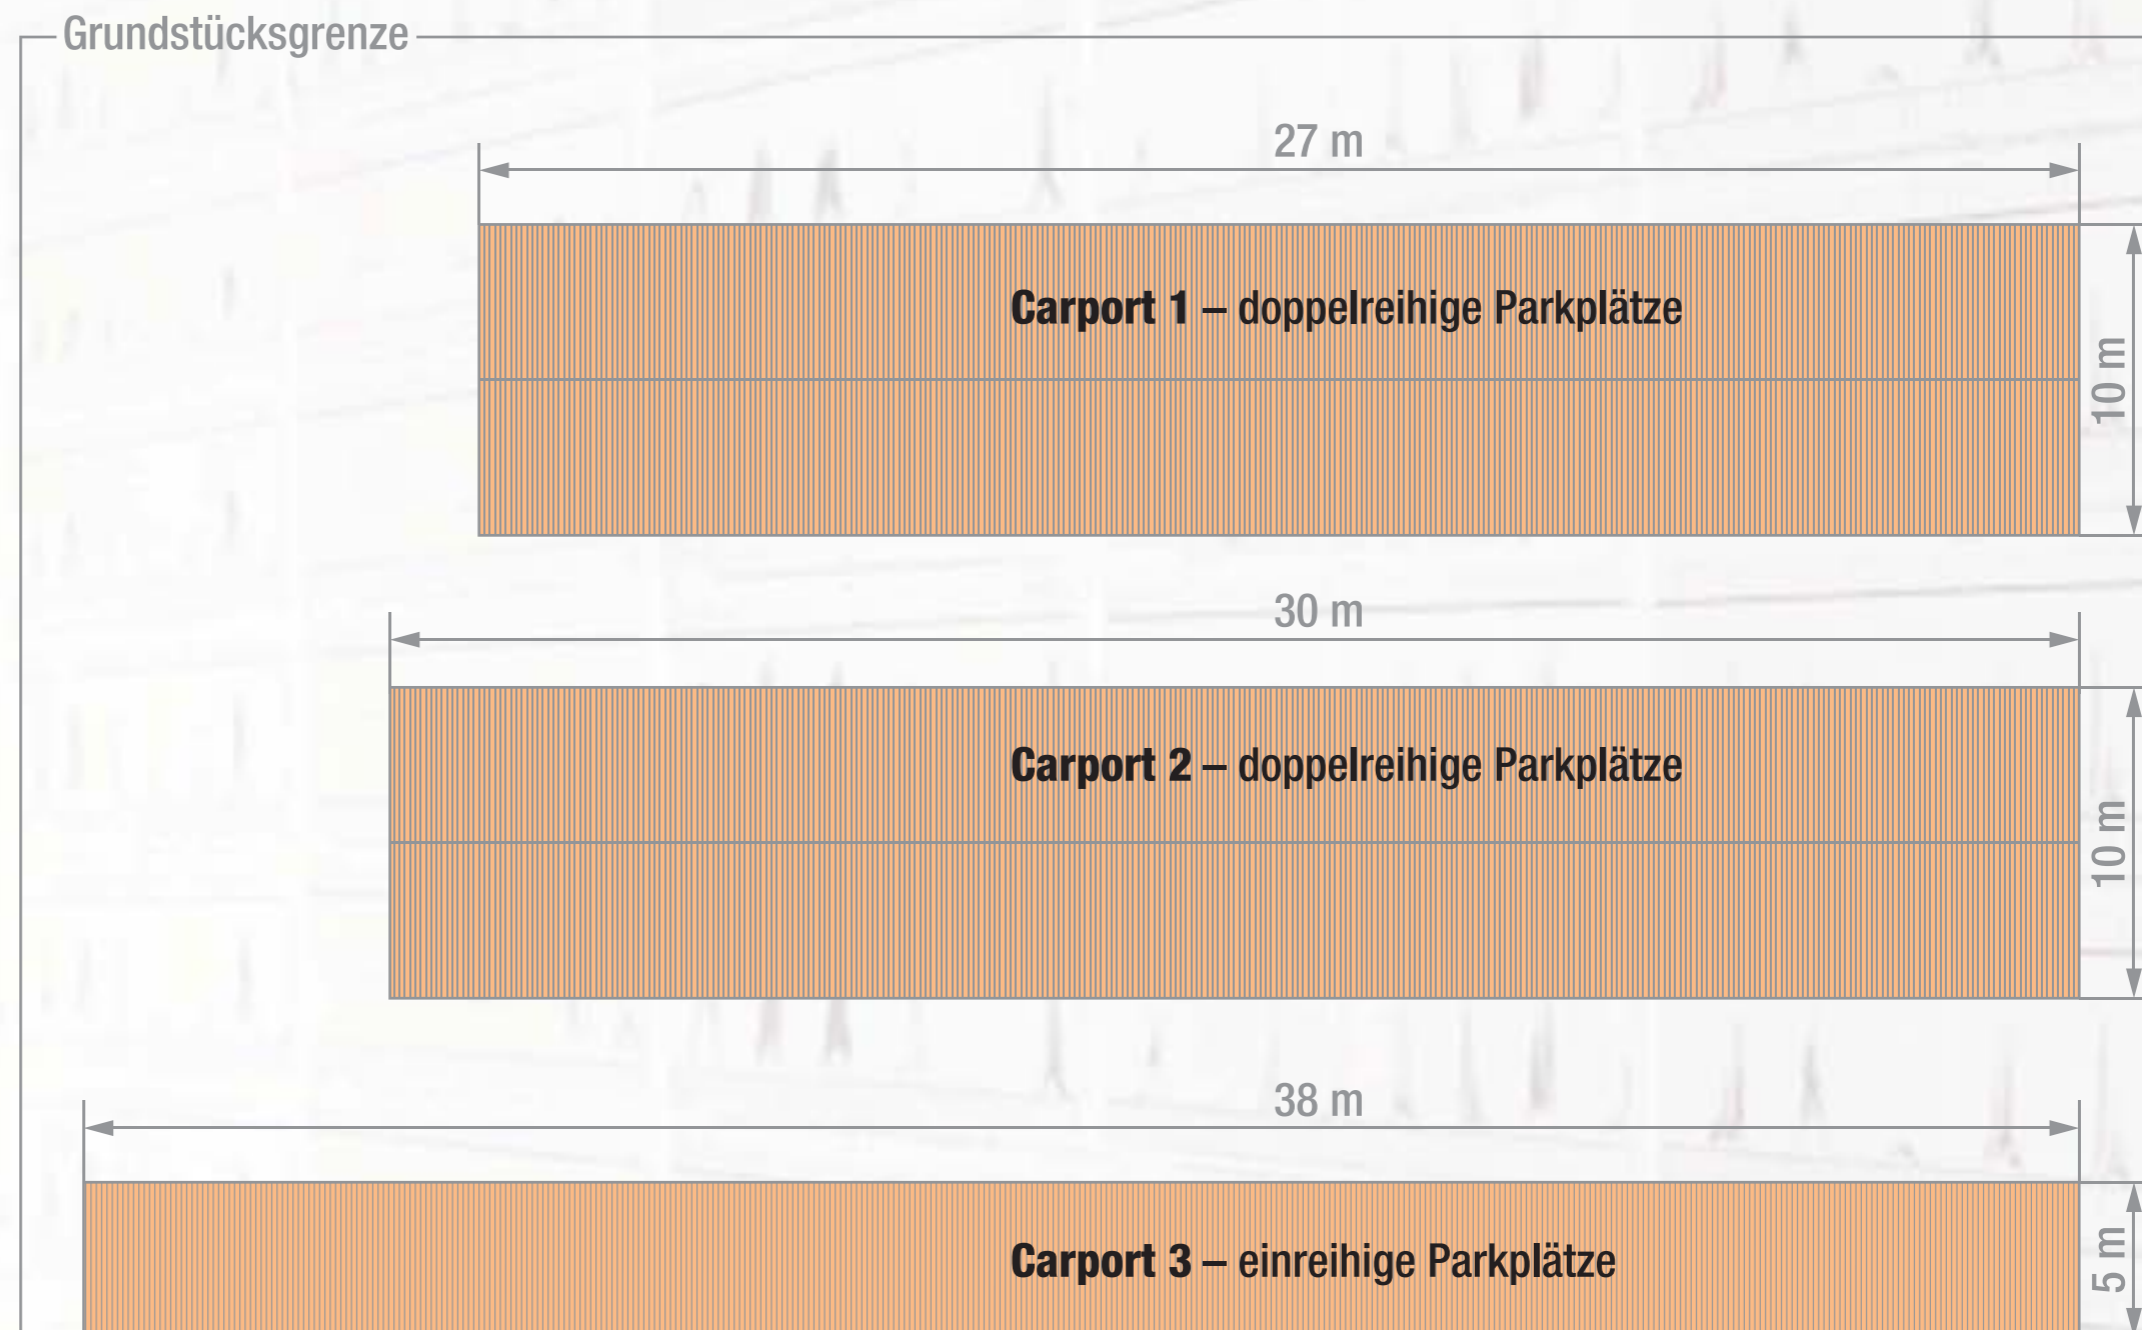 Grundstücksgrenze
27 m
Carport 1 – doppelreihige Parkplätze
10 m
30 m
Carport 2 – doppelreihige Parkplätze
10 m
38 m
Carport 3 – einreihige Parkplätze
5 m